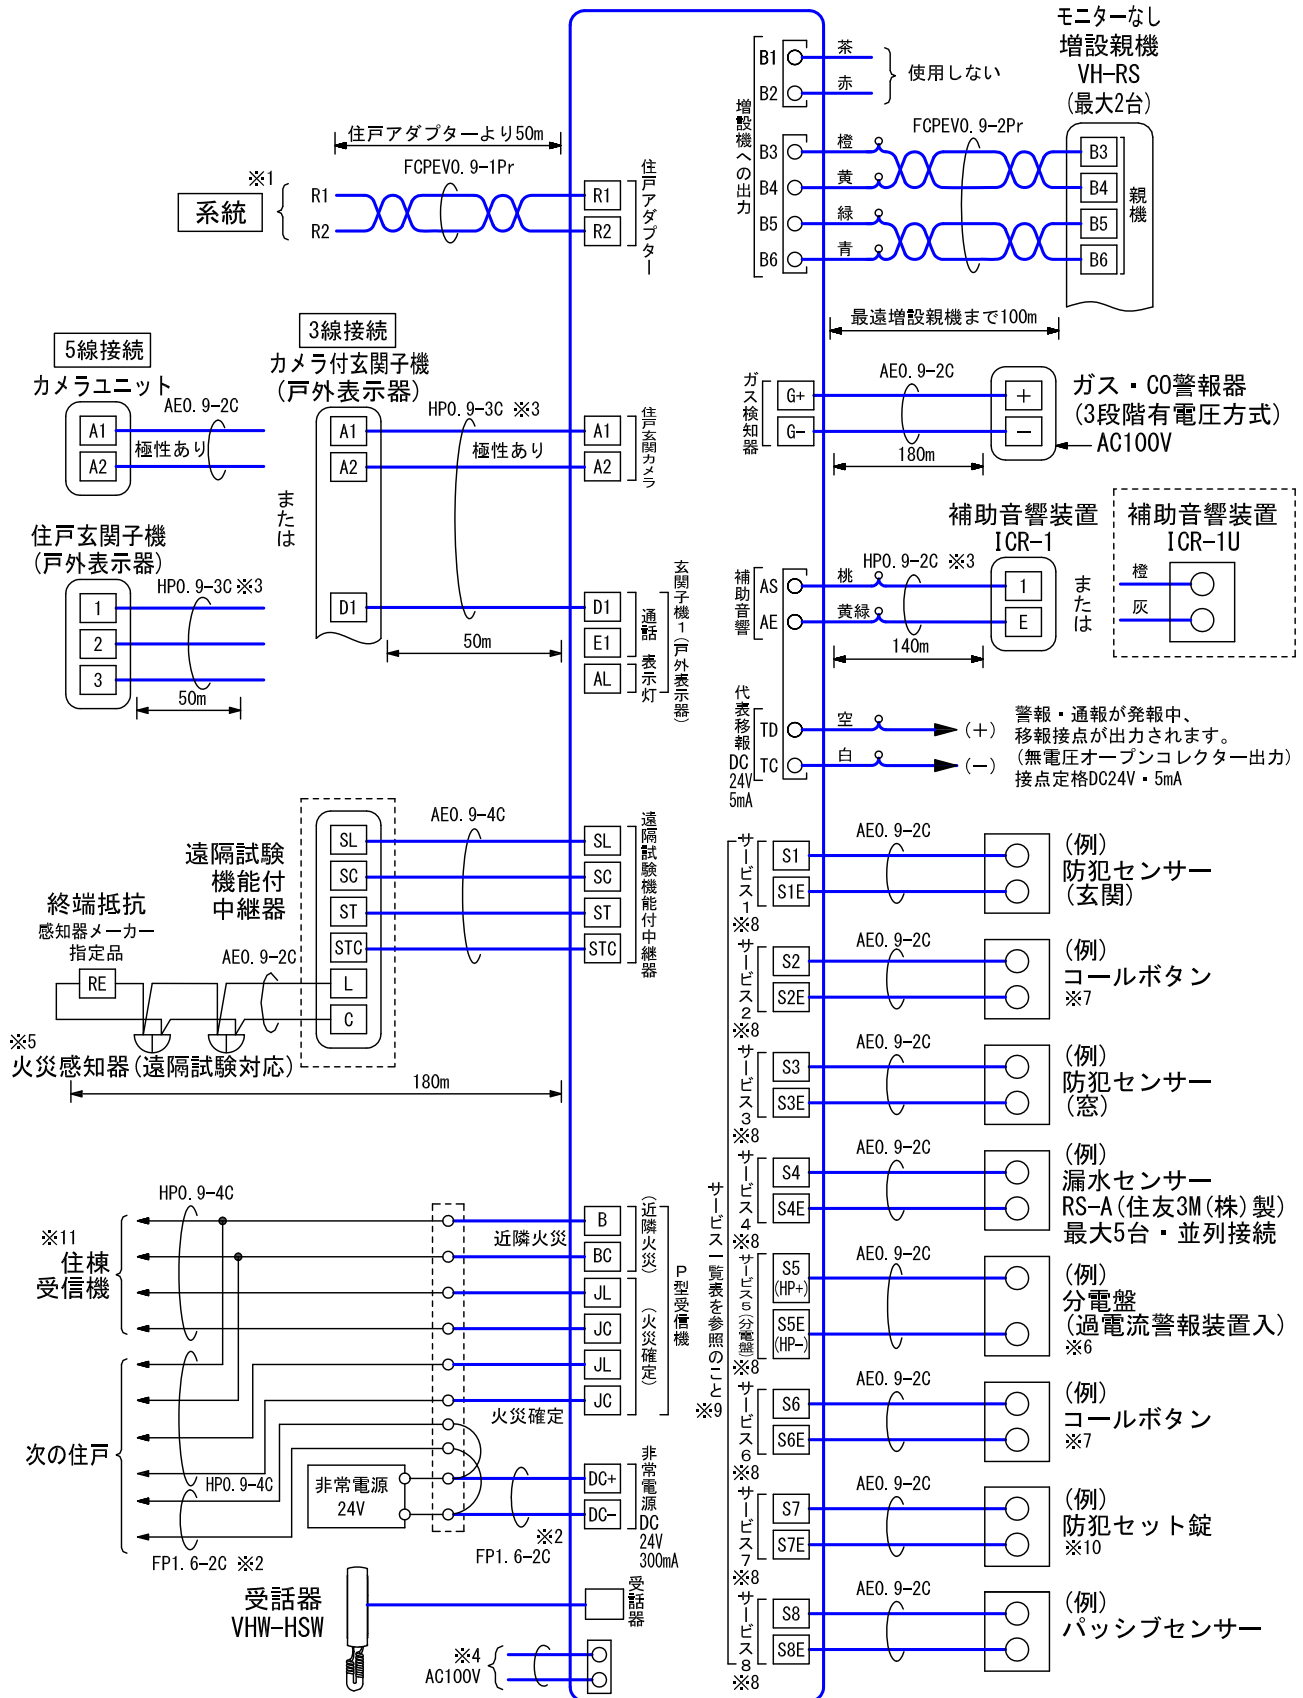 住戸アダプターより50m
FCPEV0.9-1Pr
※1
系統
R1
R2
R1
R2
住戸アダプター
5線接続
カメラユニット
AE0.9-2C
A1
A2
極性あり
3線接続
カメラ付玄関子機
(戸外表示器)
HP0.9-3C ※3
A1
A2
極性あり
D1
50m
または
住戸玄関子機
(戸外表示器)
HP0.9-3C ※3
1
2
3
50m
A1
A2
住戸玄関カメラ
D1
E1
AL
通話
表示灯
玄関子機1(戸外表示器)
遠隔試験
機能付
中継器
AE0.9-4C
SL
SC
ST
STC
L
C
SL
SC
ST
STC
遠隔試験機能付中継器
終端抵抗
感知器メーカー
指定品
RE
AE0.9-2C
※5
火災感知器(遠隔試験対応)
180m
HP0.9-4C
※11
住棟
受信機
近隣火災
B
BC
JL
JC
JL
JC
(近隣火災)
(火災確定)
P型受信機
火災確定
次の住戸
HP0.9-4C
非常電源
24V
DC+
DC-
非常電源
DC
24V
300mA
※2
FP1.6-2C
FP1.6-2C ※2
受話器
VHW-HSW
受話器
※4
AC100V
モニターなし
増設親機
VH-RS
(最大2台)
B1
B2
茶
赤
使用しない
増設機への出力
B3
B4
B5
B6
橙
黄
緑
青
FCPEV0.9-2Pr
B3
B4
B5
B6
親機
最遠増設親機まで100m
ガス検知器
G+
G-
AE0.9-2C
+
−
180m
ガス・CO警報器
(3段階有電圧方式)
AC100V
補助音響
AS
AE
桃
黄緑
HP0.9-2C ※3
140m
補助音響装置
ICR-1
1
E
または
補助音響装置
ICR-1U
橙
灰
代表移報
DC
24V
5mA
TD
TC
空
白
(+)
(−)
警報・通報が発報中、
移報接点が出力されます。
(無電圧オープンコレクター出力)
接点定格DC24V・5mA
サービス一覧表を参照のこと
※9
サービス1
※8
S1
S1E
AE0.9-2C
(例)
防犯センサー
(玄関)
サービス2
※8
S2
S2E
AE0.9-2C
(例)
コールボタン
※7
サービス3
※8
S3
S3E
AE0.9-2C
(例)
防犯センサー
(窓)
サービス4
※8
S4
S4E
AE0.9-2C
(例)
漏水センサー
RS-A(住友3M(株)製)
最大5台・並列接続
サービス5(分電盤)
※8
S5
(HP+)
S5E
(HP-)
AE0.9-2C
(例)
分電盤
(過電流警報装置入)
※6
サービス6
※8
S6
S6E
AE0.9-2C
(例)
コールボタン
※7
サービス7
※8
S7
S7E
AE0.9-2C
(例)
防犯セット錠
※10
サービス8
※8
S8
S8E
AE0.9-2C
(例)
パッシブセンサー